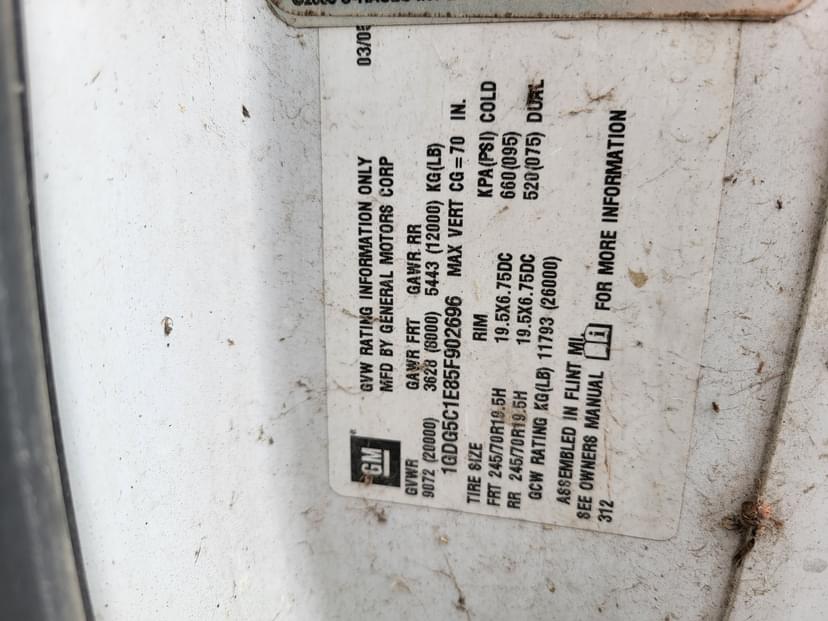 03/05
GVW RATING INFORMATION ONLY
MFD BY GENERAL MOTORS CORP
GM
GVWR GAWR FRT GAWR RR
9072 (20000) 3628 (8000) 5443 (12000) KG(LB)
1GDG5C1E85F902696 MAX VERT CG = 70 IN.
TIRE SIZE RIM KPA(PSI) COLD
FRT 245/70R19.5H 19.5X6.75DC 660(095)
RR 245/70R19.5H 19.5X6.75DC 520(075) DUAL
GCW RATING KG(LB) 11793 (26000)
ASSEMBLED IN FLINT MI
SEE OWNERS MANUAL i FOR MORE INFORMATION
312